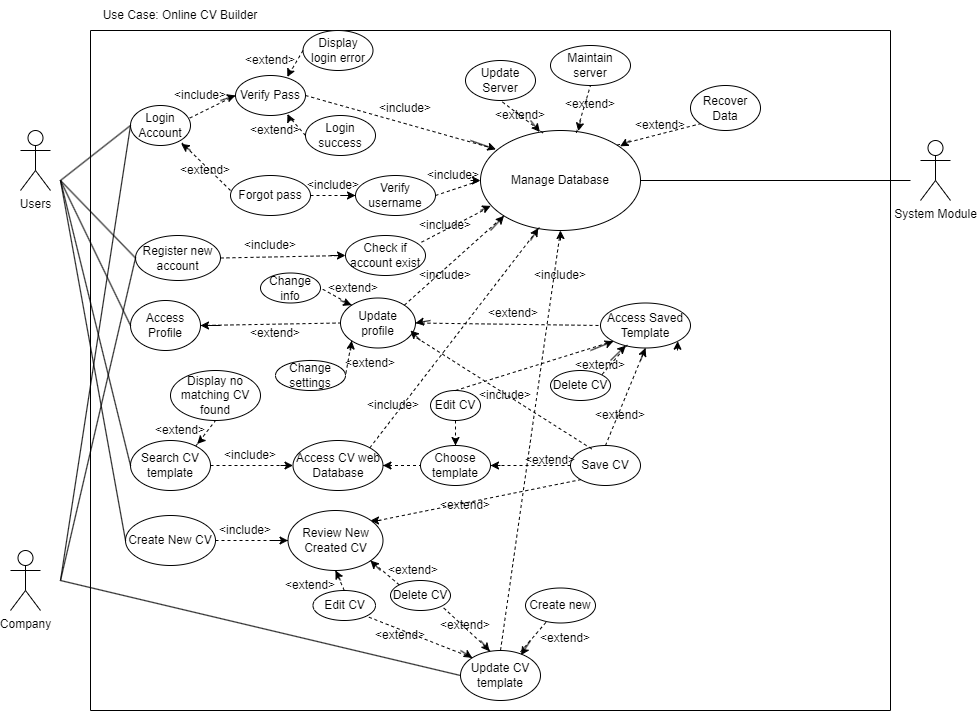 Use Case: Online CV Builder
Display
login error
<extend>
Maintain
server
Update
Server
<include>
Verify Pass
<extend>
<include>
<extend>
Recover
Data
Login
Account
<extend>
Login
success
<extend>
<extend>
Manage Database
<include>
Users
Forgot pass
<include>
Verify
username
System Module
<include>
Register new
account
<include>
Check if
account exist
<include>
<include>
Change
info
<extend>
Access
Profile
<extend>
Update
profile
<extend>
Access Saved
Template
<extend>
Change
settings
<extend>
Delete CV
Display no
matching CV
found
<include>
Edit CV
<include>
<extend>
<extend>
Search CV
template
<include>
Access CV web
Database
Choose
template
<extend>
Save CV
<extend>
Create New CV
<include>
Review New
Created CV
<extend>
<extend>
Edit CV
Delete CV
Create new
Company
<extend>
<extend>
<extend>
Update CV
template